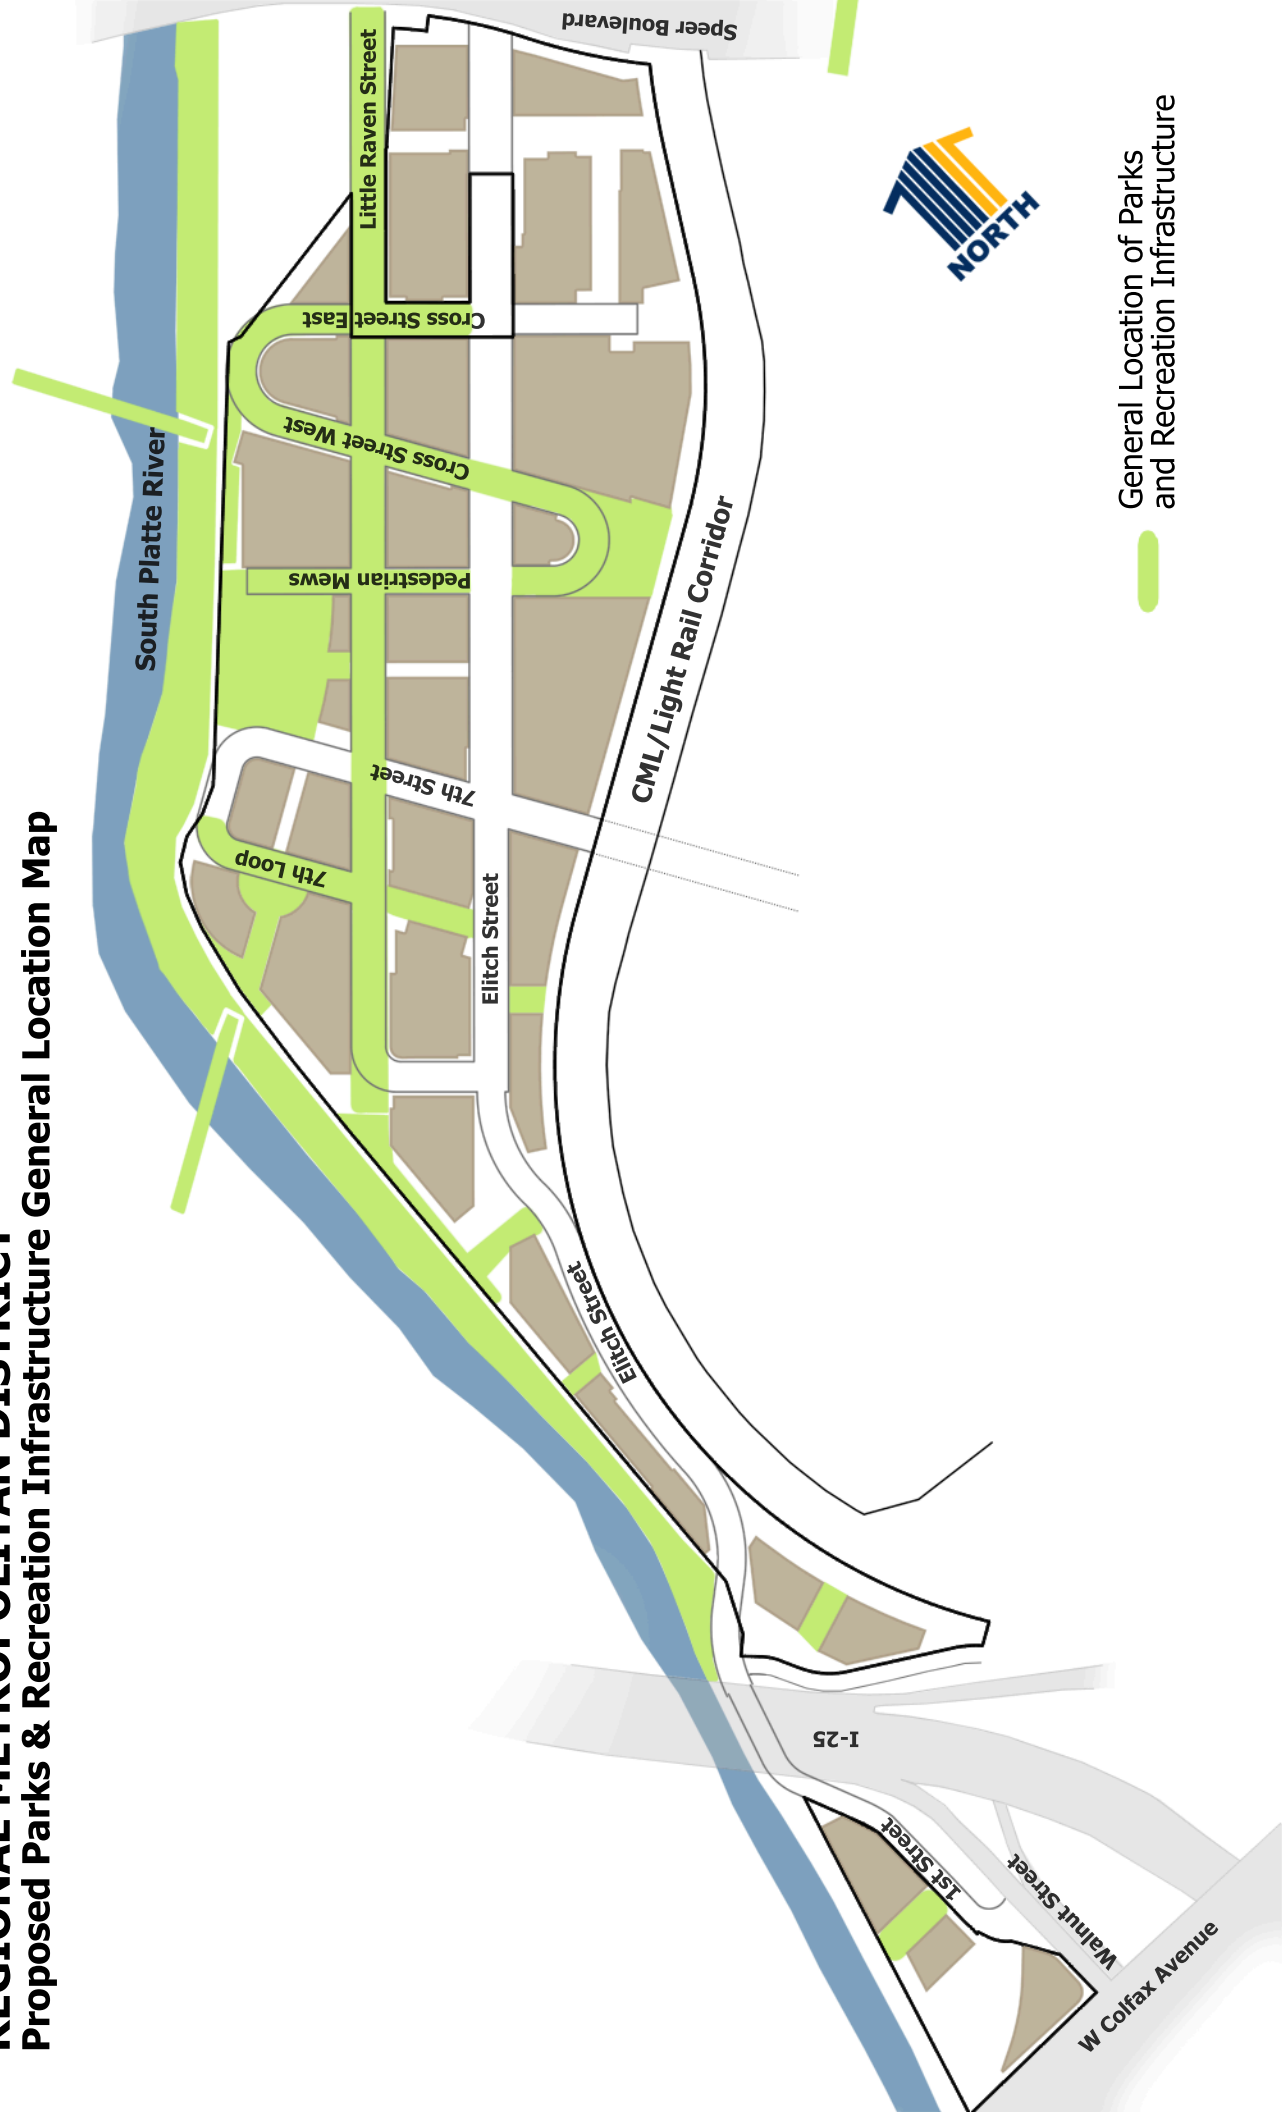 REGIONAL METROPOLITAN DISTRICT
Proposed Parks & Recreation Infrastructure General Location Map
South Platte River
Speer Boulevard
Little Raven Street
Cross Street East
Cross Street West
Pedestrian Mews
7th Street
7th Loop
Elitch Street
CML/Light Rail Corridor
Elitch Street
I-25
1st Street
Walnut Street
W Colfax Avenue
NORTH
General Location of Parks
and Recreation Infrastructure